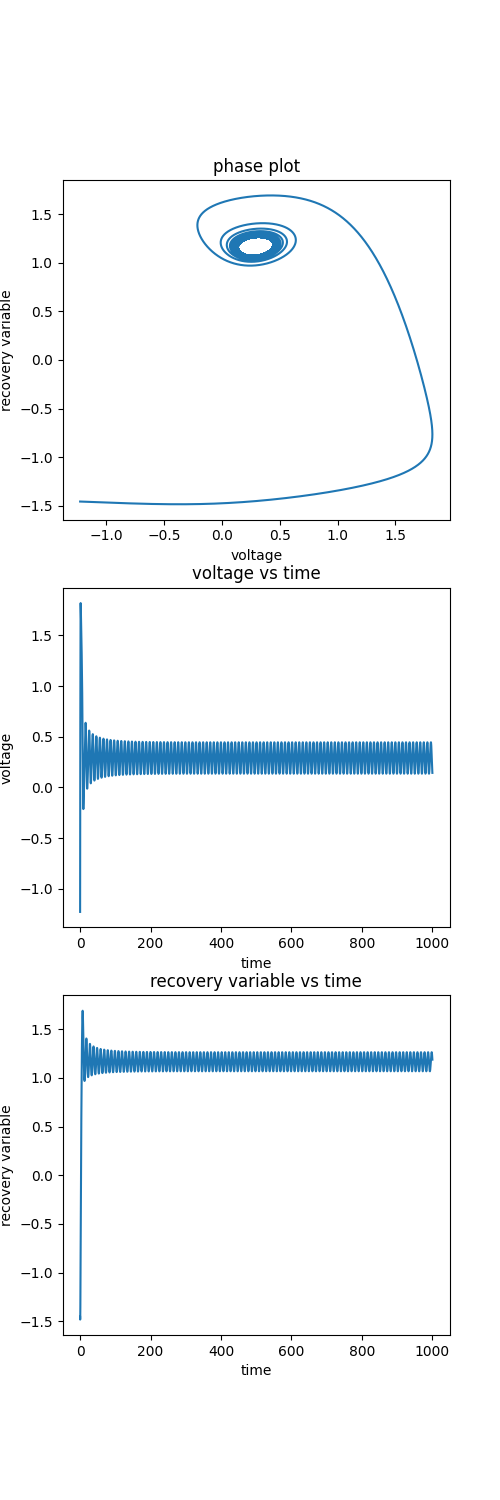 phase plot
recovery variable
1.5
1.0
0.5
0.0
−0.5
−1.0
−1.5
−1.0 −0.5 0.0 0.5 1.0 1.5
voltage
voltage vs time
voltage
1.5
1.0
0.5
0.0
−0.5
−1.0
0 200 400 600 800 1000
time
recovery variable vs time
recovery variable
1.5
1.0
0.5
0.0
−0.5
−1.0
−1.5
0 200 400 600 800 1000
time